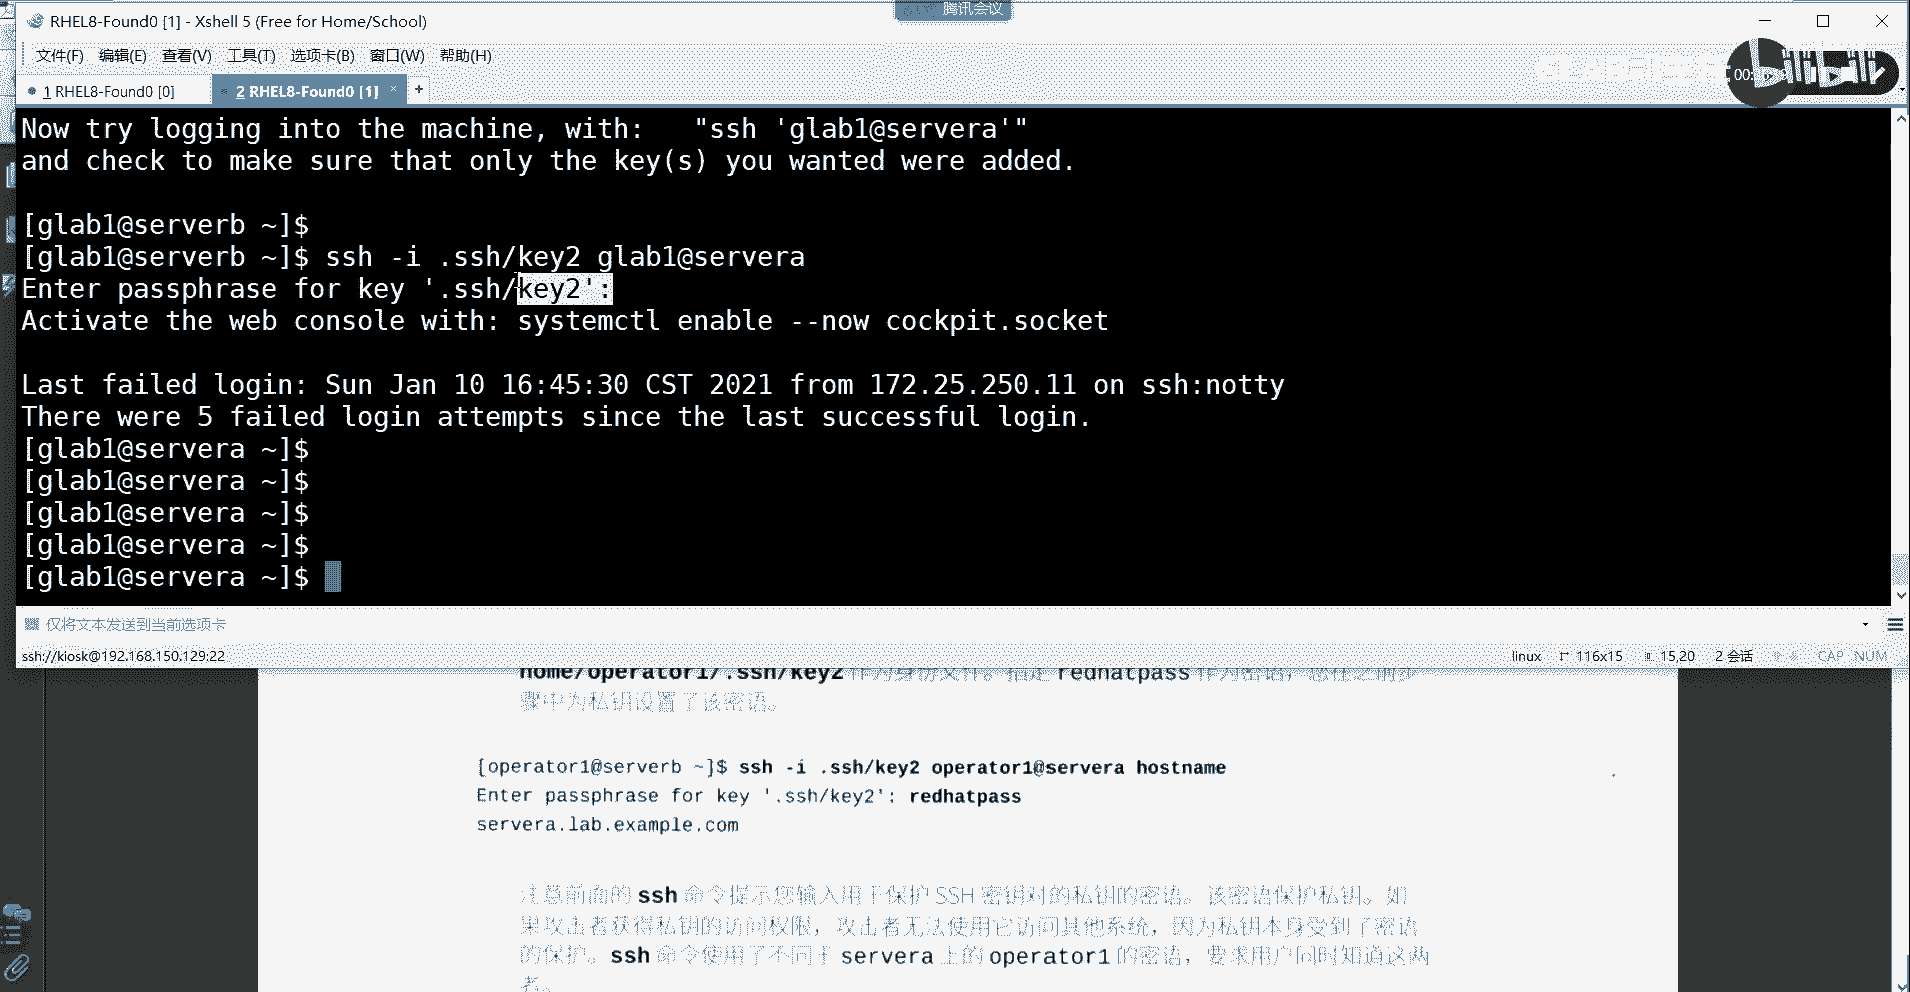 腾讯会议
RHEL8-Found0 [1] - Xshell 5 (Free for Home/School)
文件(F) 编辑(E) 查看(V) 工具(T) 选项卡(B) 窗口(W) 帮助(H)
00:
bilibili
1 RHEL8-Found0 [0]
2 RHEL8-Found0 [1] × +
Now try logging into the machine, with:   "ssh 'glab1@servera'"
and check to make sure that only the key(s) you wanted were added.
[glab1@serverb ~]$
[glab1@serverb ~]$ ssh -i .ssh/key2 glab1@servera
Enter passphrase for key '.ssh/key2':
Activate the web console with: systemctl enable --now cockpit.socket
Last failed login: Sun Jan 10 16:45:30 CST 2021 from 172.25.250.11 on ssh:notty
There were 5 failed login attempts since the last successful login.
[glab1@servera ~]$
[glab1@servera ~]$
[glab1@servera ~]$
[glab1@servera ~]$
[glab1@servera ~]$
仅将文本发送到当前选项卡
ssh://kiosk@192.168.150.129:22 linux 116x15 15,20 2 会话 CAP NUM
home/operator1/.ssh/key2 作为身份文件。指定 redhatpass 作为密语，您在之前步
骤中为私钥设置了该密语。
[operator1@serverb ~]$ ssh -i .ssh/key2 operator1@servera hostname
Enter passphrase for key '.ssh/key2': redhatpass
servera.lab.example.com
注意前面的 ssh 命令提示您输入用于保护 SSH 密钥对的私钥的密语。该密语保护私钥。如
果攻击者获得私钥的访问权限，攻击者无法使用它访问其他系统，因为私钥本身受到了密语
的保护。ssh 命令使用了不同于 servera 上的 operator1 的密语，要求用户同时知道这两
者。